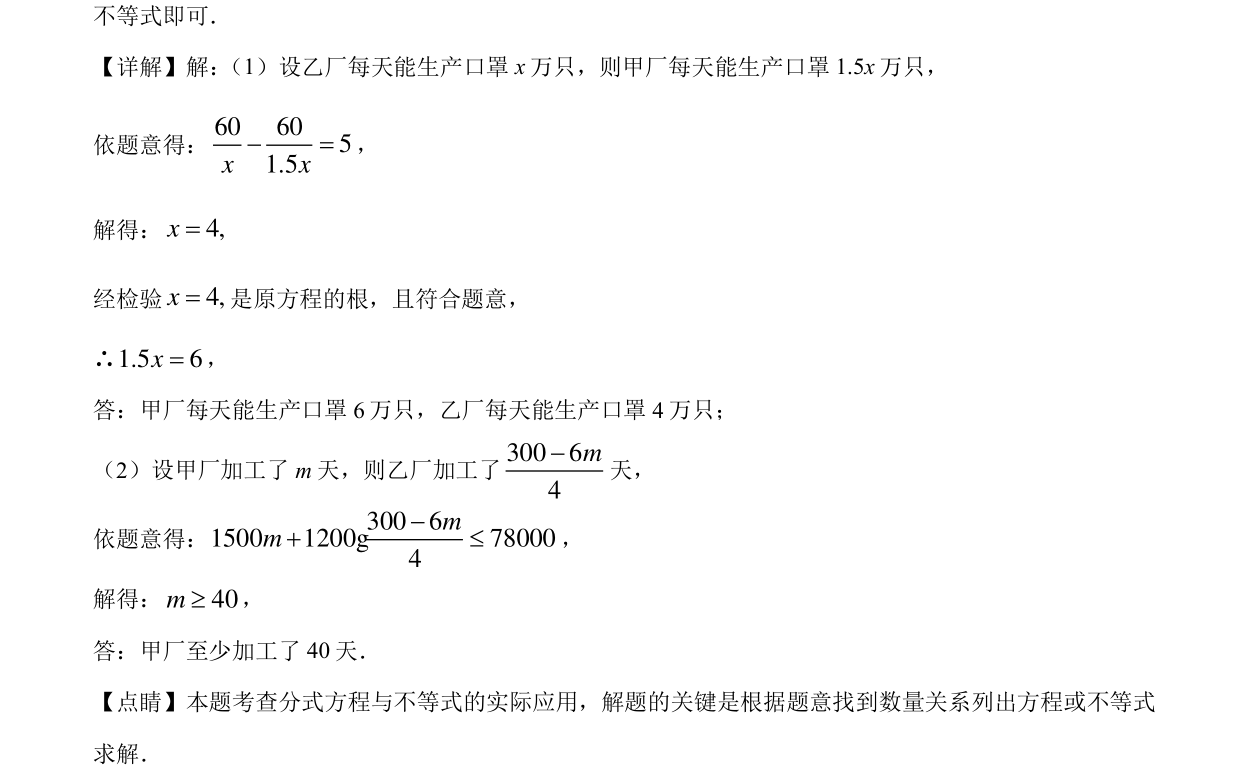 不等式即可．
【详解】解：（1）设乙厂每天能生产口罩 x 万只，则甲厂每天能生产口罩 1.5x 万只，
依题意得： \frac{60}{x} - \frac{60}{1.5x} = 5，
解得： x = 4,
经检验 x = 4, 是原方程的根，且符合题意，
∴1.5x = 6，
答：甲厂每天能生产口罩 6 万只，乙厂每天能生产口罩 4 万只；
（2）设甲厂加工了 m 天，则乙厂加工了 \frac{300-6m}{4} 天，
依题意得：1500m+1200g\frac{300-6m}{4} ≤ 78000，
解得： m ≥ 40，
答：甲厂至少加工了 40 天．
【点睛】本题考查分式方程与不等式的实际应用，解题的关键是根据题意找到数量关系列出方程或不等式
求解．